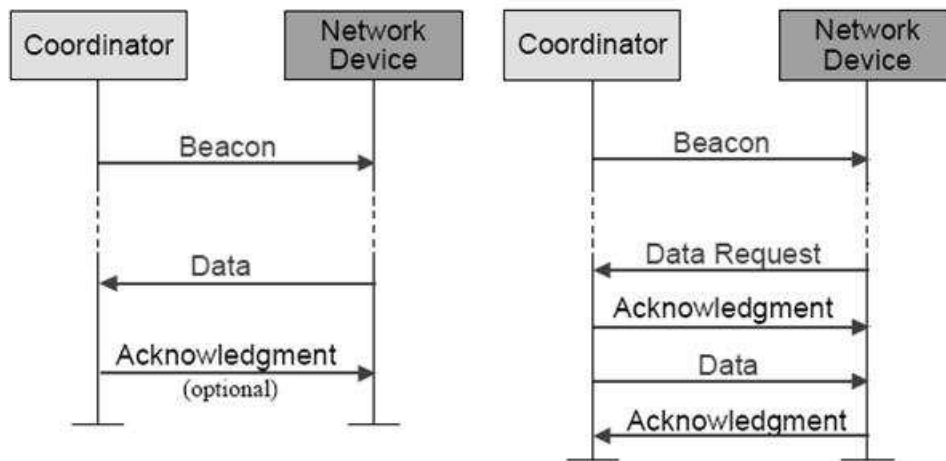 Coordinator
Network
Device
Beacon
Data
Acknowledgment
(optional)
Coordinator
Network
Device
Beacon
Data Request
Acknowledgment
Data
Acknowledgment